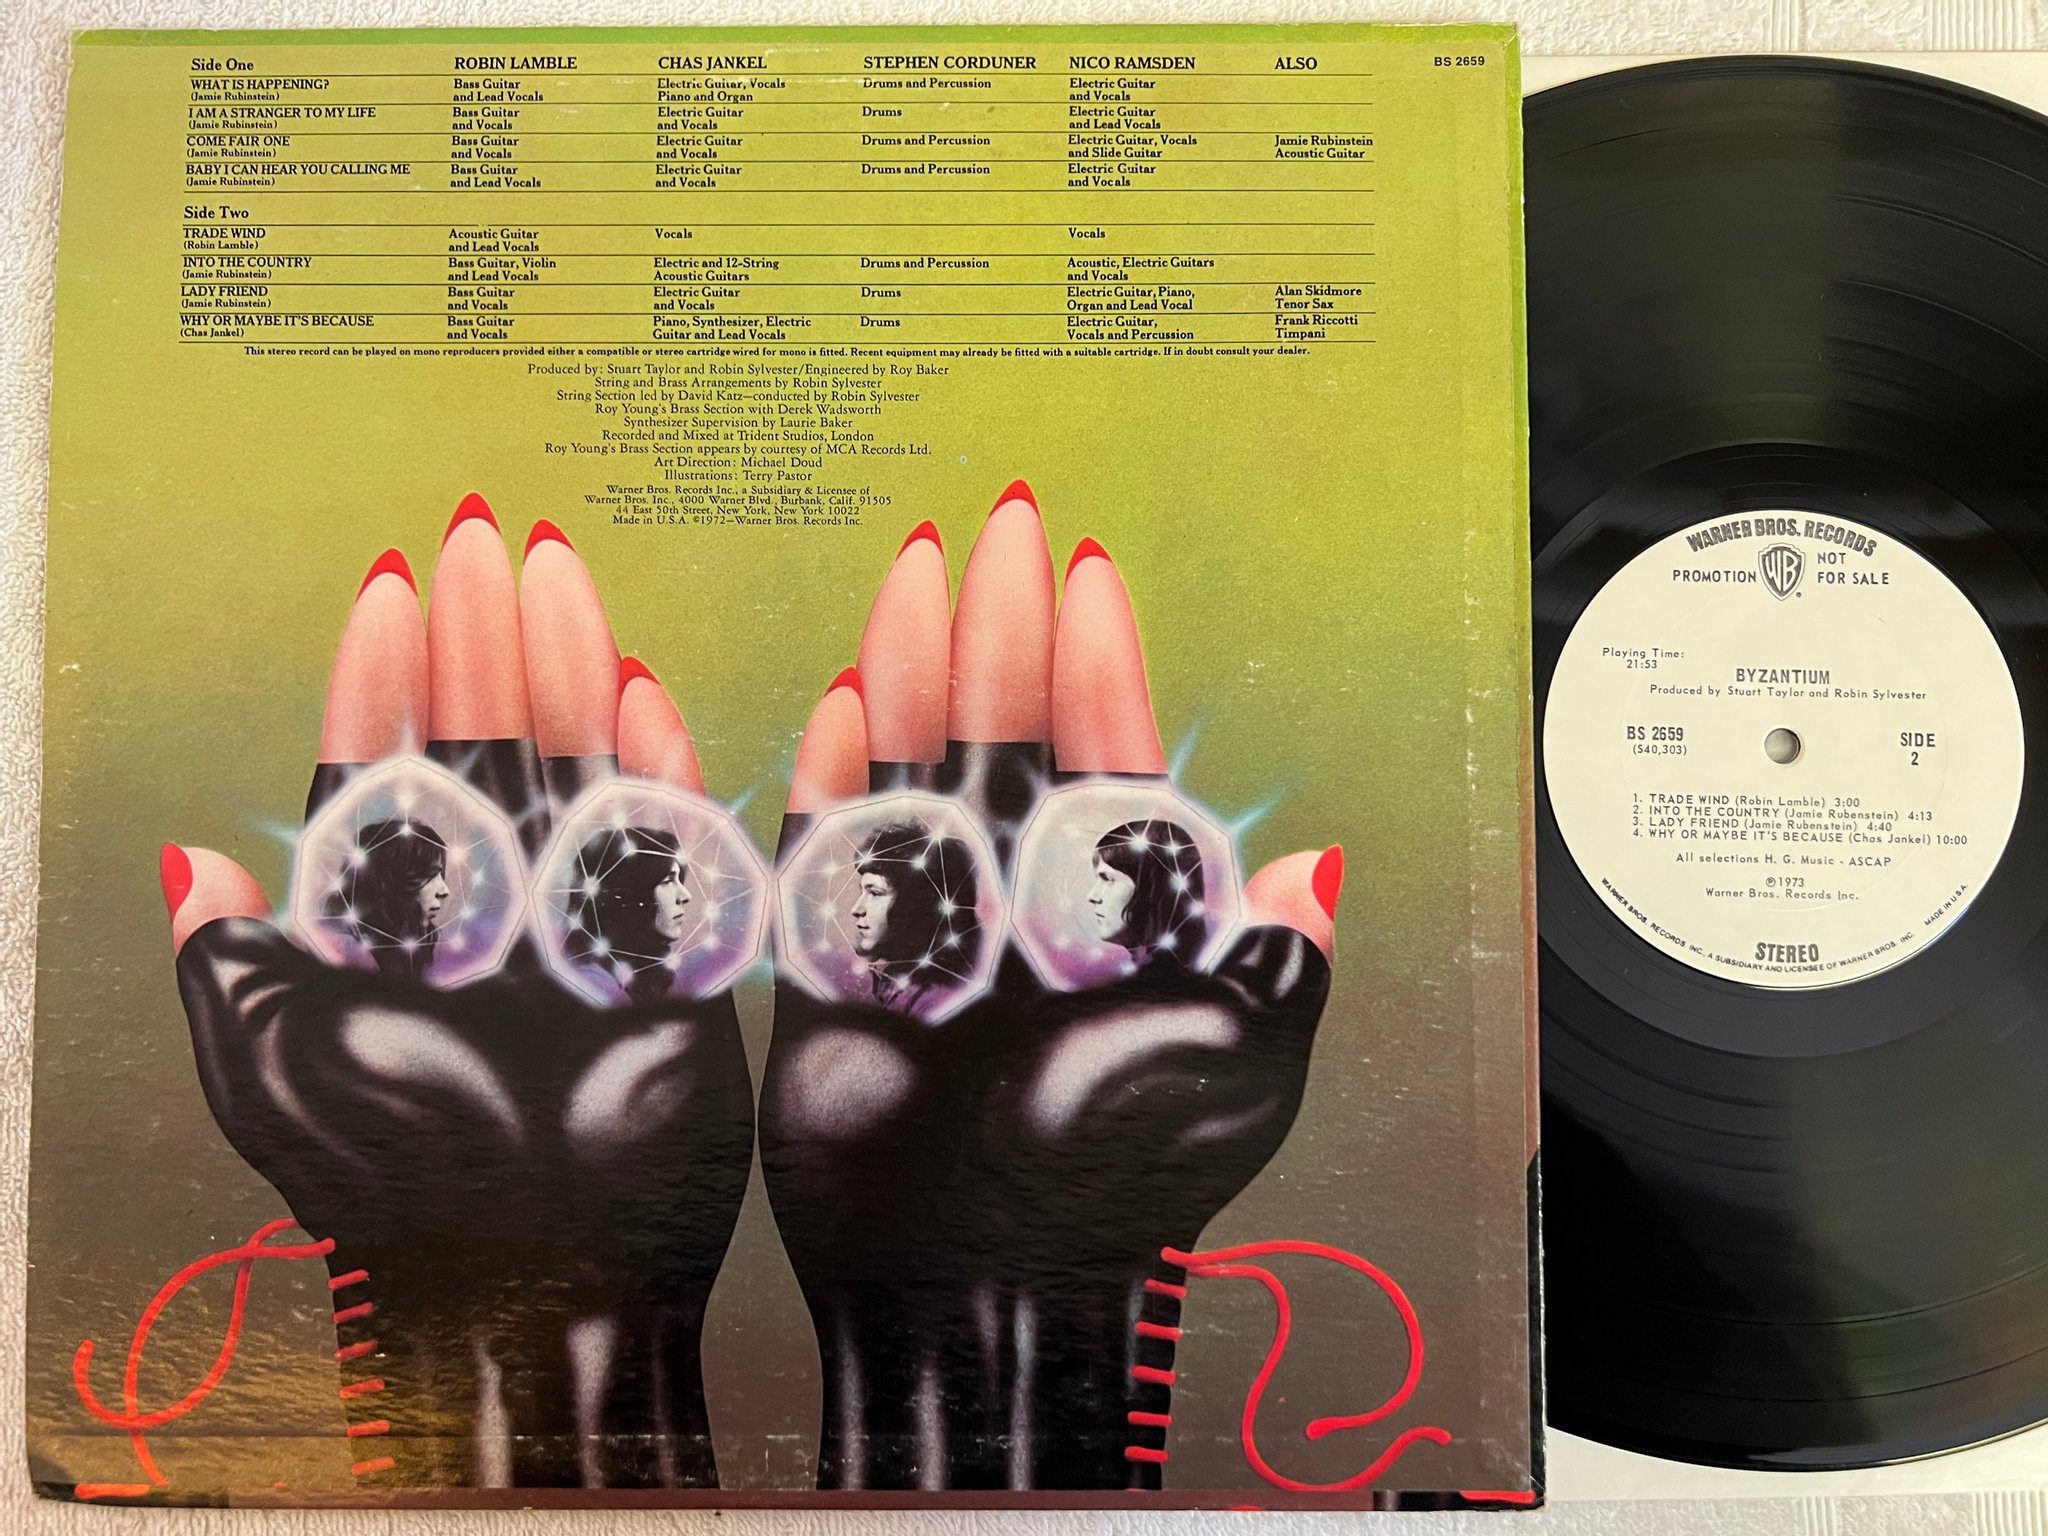 Side One ROBIN LAMBLE CHAS JANKEL STEPHEN CORDUNER NICO RAMSDEN ALSO BS 2659
WHAT IS HAPPENING? Bass Guitar Electric Guitar, Vocals Drums and Percussion Electric Guitar
(Jamie Rubinstein) and Lead Vocals Piano and Organ and Vocals
I AM A STRANGER TO MY LIFE Bass Guitar Electric Guitar Drums Electric Guitar
(Jamie Rubinstein) and Vocals and Vocals and Lead Vocals
COME FAIR ONE Bass Guitar Electric Guitar Drums and Percussion Electric Guitar, Vocals Jamie Rubinstein
(Jamie Rubinstein) and Vocals and Vocals and Slide Guitar Acoustic Guitar
BABY I CAN HEAR YOU CALLING ME Bass Guitar Electric Guitar Drums and Percussion Electric Guitar
(Jamie Rubinstein) and Lead Vocals and Vocals and Vocals
Side Two
TRADE WIND Acoustic Guitar Vocals Vocals
(Robin Lamble) and Lead Vocals
INTO THE COUNTRY Bass Guitar, Violin Electric and 12-String Drums and Percussion Acoustic, Electric Guitars
(Jamie Rubinstein) and Lead Vocals Acoustic Guitars and Vocals
LADY FRIEND Bass Guitar Electric Guitar Drums Electric Guitar, Piano, Alan Skidmore
(Jamie Rubinstein) and Vocals and Vocals Organ and Lead Vocal Tenor Sax
WHY OR MAYBE IT'S BECAUSE Bass Guitar Piano, Synthesizer, Electric Drums Electric Guitar, Frank Riccotti
(Chas Jankel) and Vocals Guitar and Lead Vocals Vocals and Percussion Timpani
This stereo record can be played on mono reproducers provided either a compatible or stereo cartridge wired for mono is fitted. Recent equipment may already be fitted with a suitable cartridge. If in doubt consult your dealer.
Produced by: Stuart Taylor and Robin Sylvester/Engineered by Roy Baker
String and Brass Arrangements by Robin Sylvester
String Section led by David Katz—conducted by Robin Sylvester
Roy Young's Brass Section with Derek Wadsworth
Synthesizer Supervision by Laurie Baker
Recorded and Mixed at Trident Studios, London
Roy Young's Brass Section appears by courtesy of MCA Records Ltd.
Art Direction: Michael Doud
Illustrations: Terry Pastor
Warner Bros. Records Inc., a Subsidiary & Licensee of
Warner Bros. Inc., 4000 Warner Blvd., Burbank, Calif. 91505
44 East 50th Street, New York, New York 10022
Made in U.S.A. ©1972—Warner Bros. Records Inc.
WARNER BROS. RECORDS
PROMOTION WB ® NOT FOR SALE
Playing Time:
21:53
BYZANTIUM
Produced by Stuart Taylor and Robin Sylvester
BS 2659 SIDE
(S40,303) 2
1. TRADE WIND (Robin Lamble) 3:00
2. INTO THE COUNTRY (Jamie Rubenstein) 4:13
3. LADY FRIEND (Jamie Rubenstein) 4:40
4. WHY OR MAYBE IT'S BECAUSE (Chas Jankel) 10:00
All selections H. G. Music - ASCAP
℗1973
Warner Bros. Records Inc.
STEREO
WARNER BROS. RECORDS INC., A SUBSIDIARY AND LICENSEE OF WARNER BROS. INC. MADE IN U.S.A.